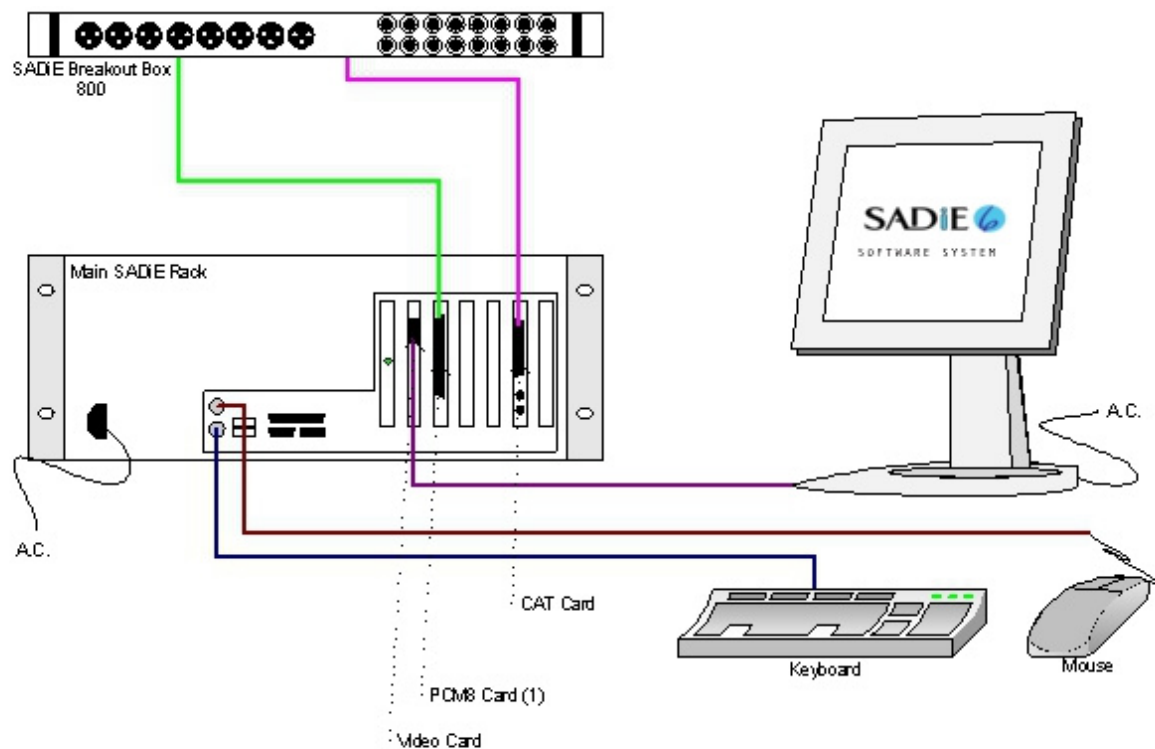 SADiE Breakout Box
800
Main SADiE Rack
SADiE 6
SOFTWARE SYSTEM
A.C.
A.C.
CAT Card
Keyboard
Mouse
PCM8 Card (1)
Video Card